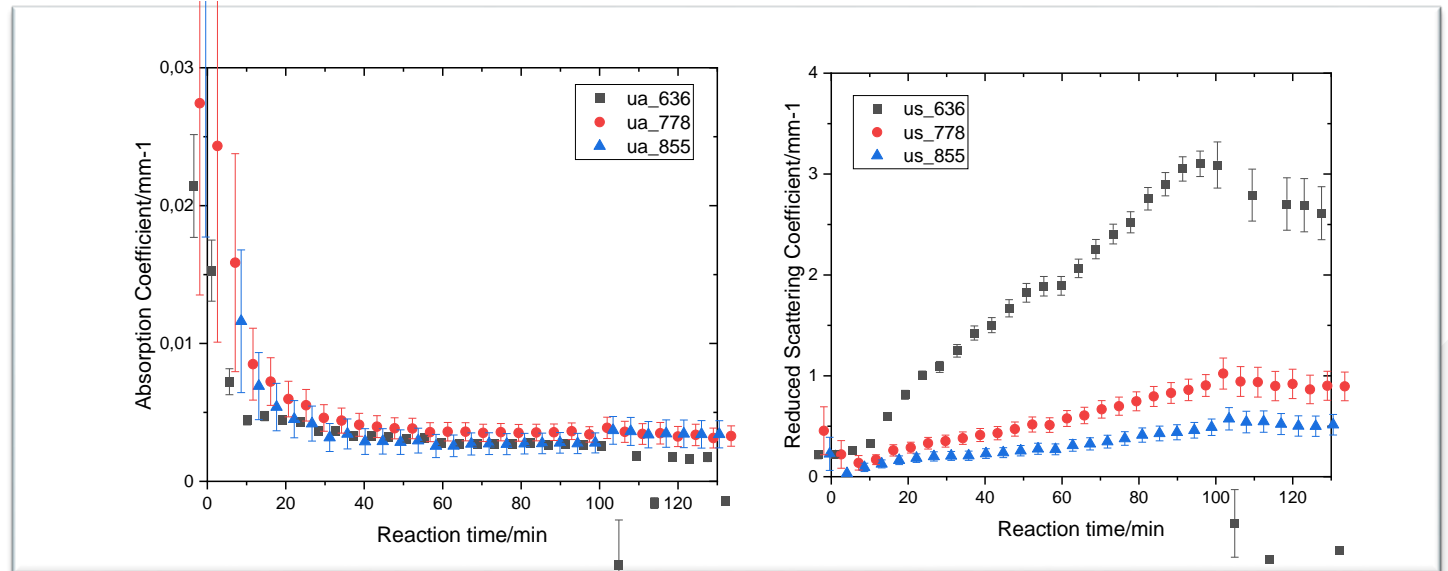 Absorption Coefficient/mm-1
0,03
0,02
0,01
0
0 20 40 60 80 100 120
Reaction time/min
ua_636
ua_778
ua_855
Reduced Scattering Coefficient/mm-1
4
3
2
1
0
0 20 40 60 80 100 120
Reaction time/min
us_636
us_778
us_855